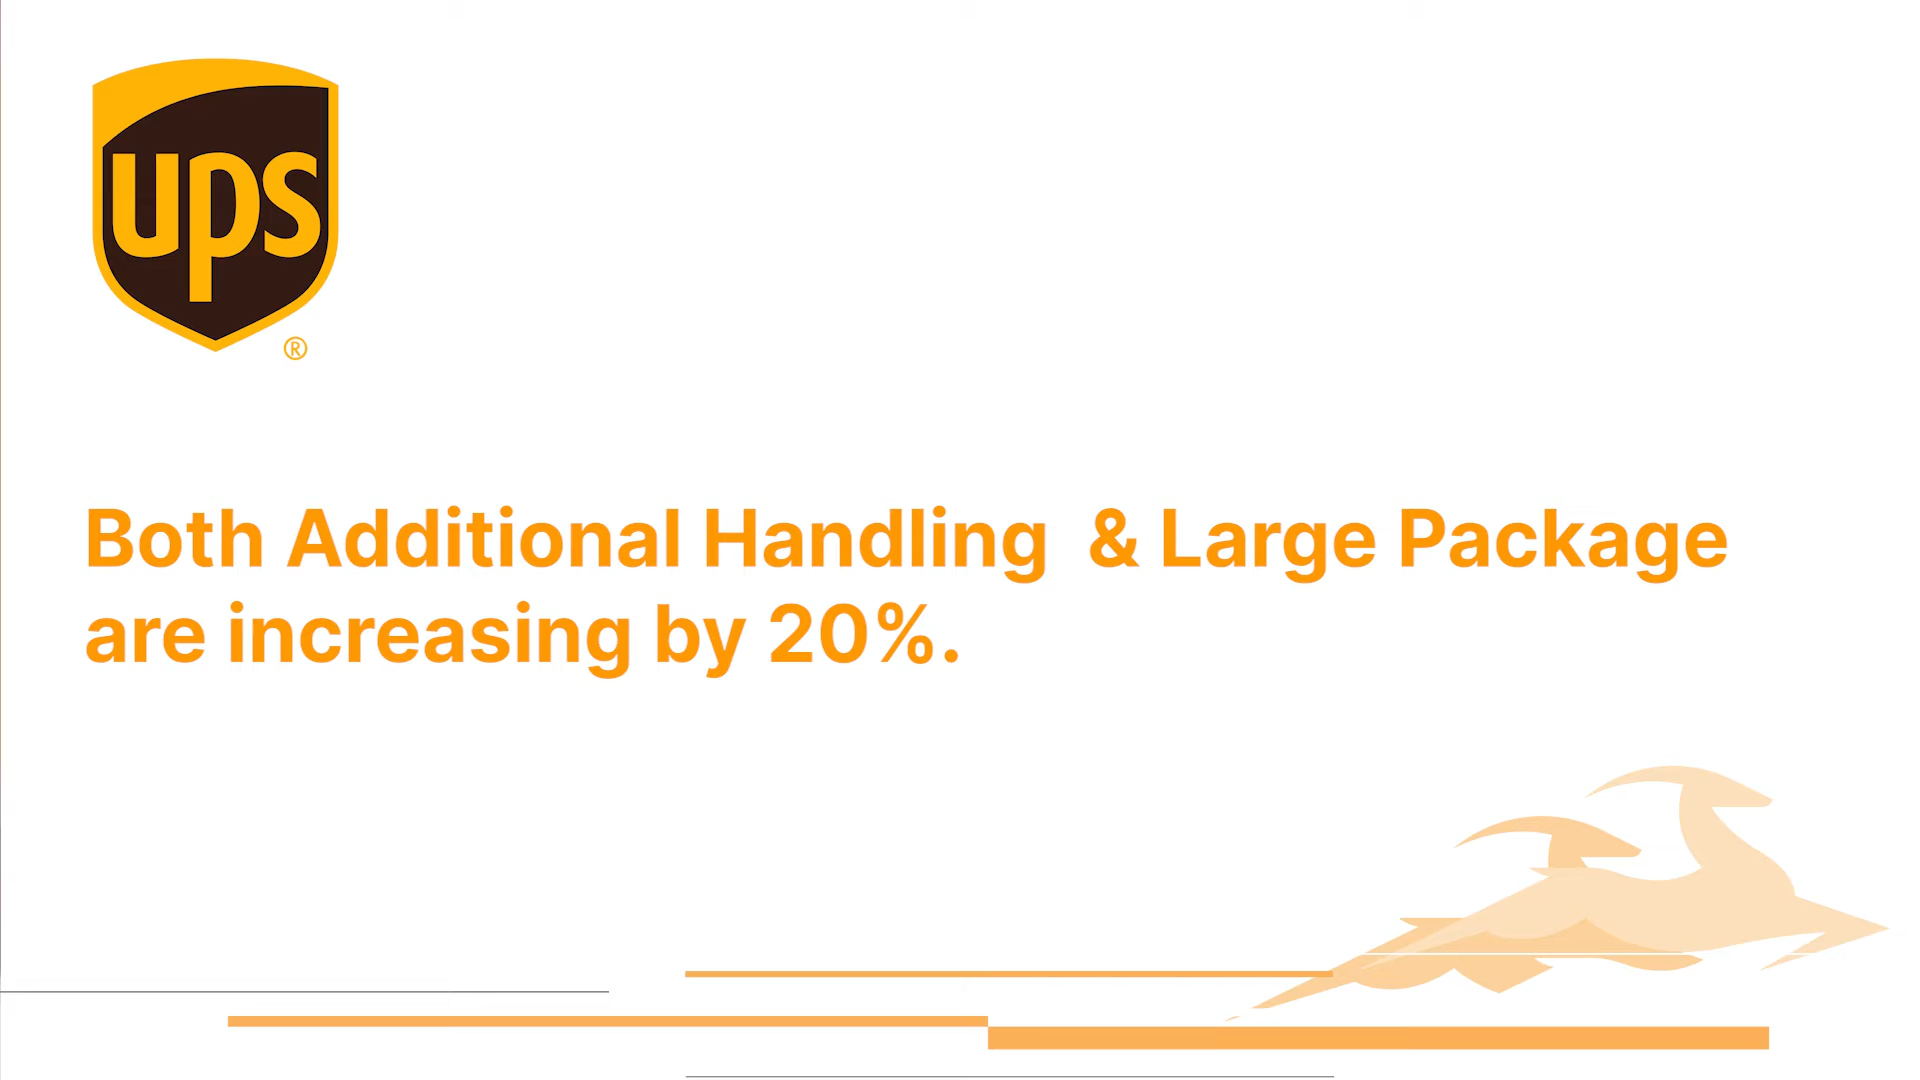 ups
®
Both Additional Handling  & Large Package
are increasing by 20%.